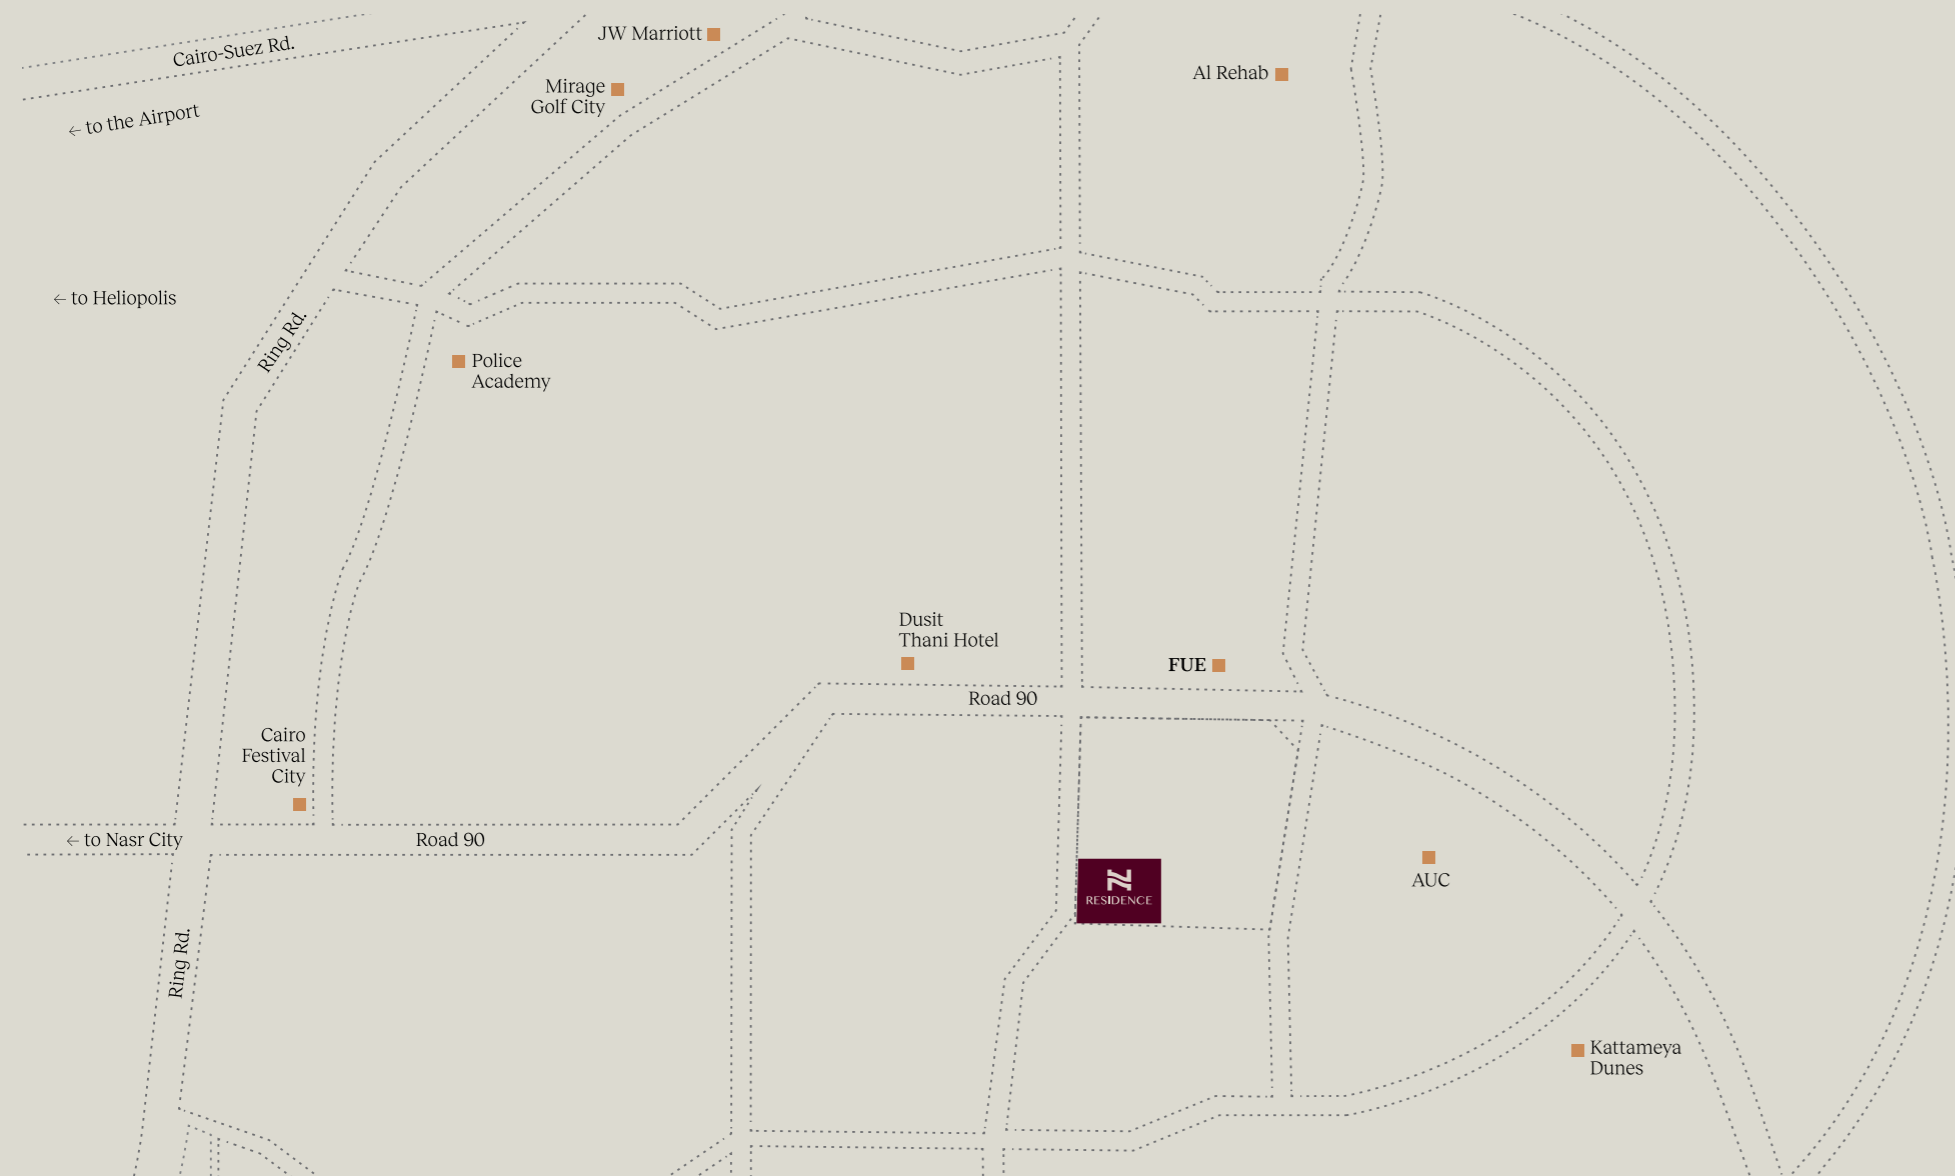 JW Marriott
Cairo-Suez Rd.
Al Rehab
Mirage
Golf City
← to the Airport
← to Heliopolis
Ring Rd.
Police
Academy
Dusit
Thani Hotel
FUE
Road 90
Cairo
Festival
City
← to Nasr City
Road 90
AUC
N
RESIDENCE
Ring Rd.
Kattameya
Dunes